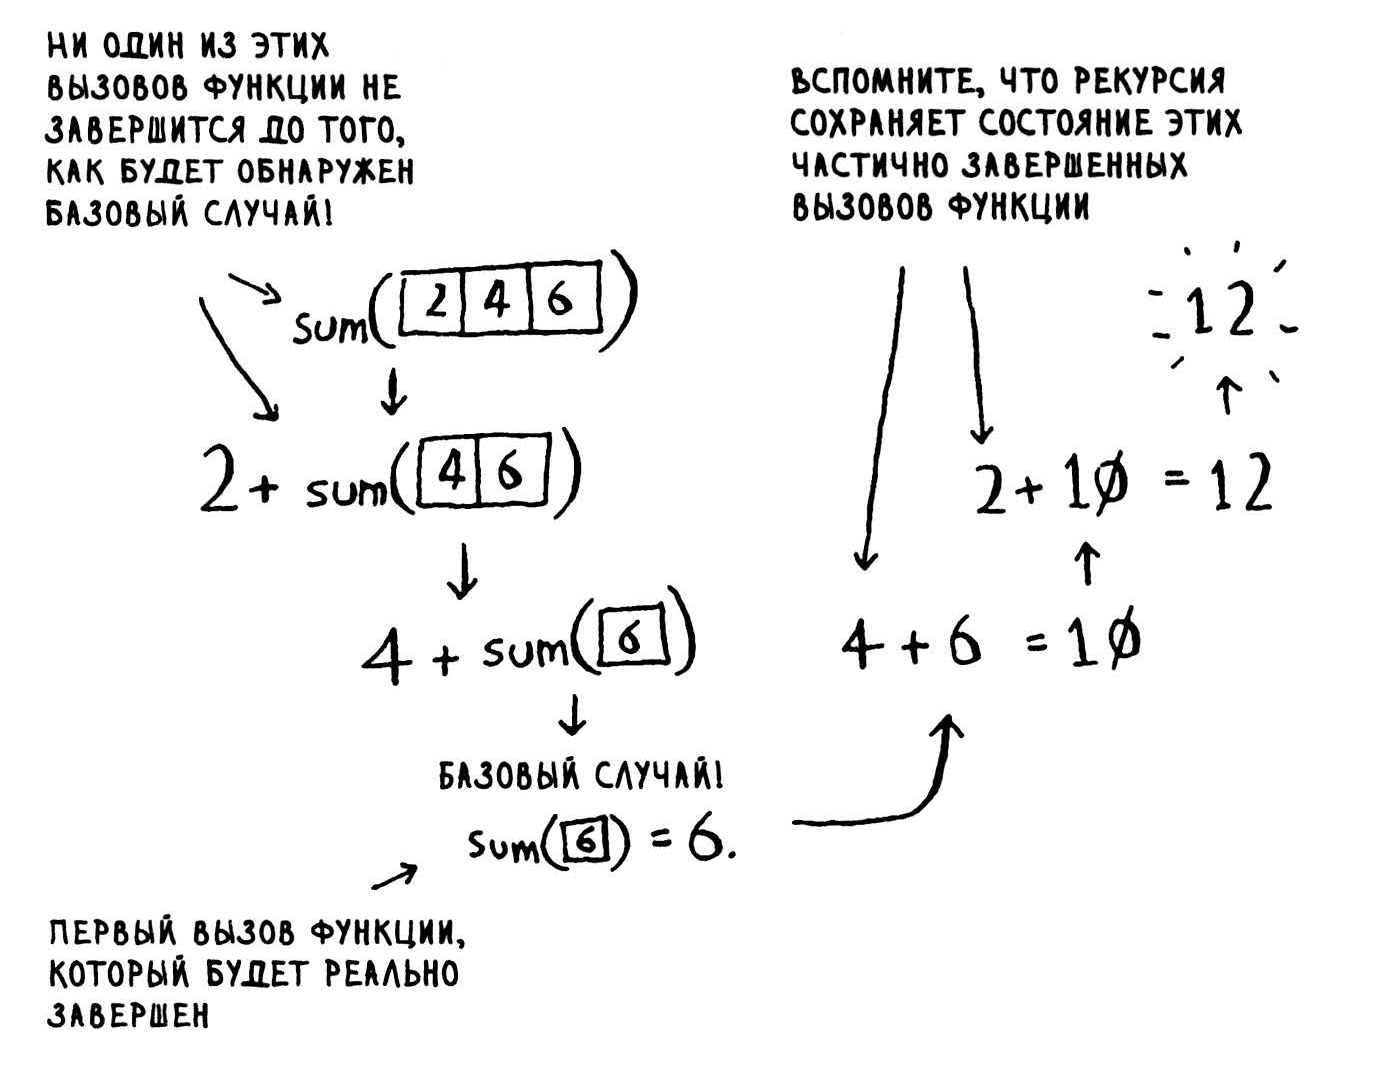 НИ ОДИН ИЗ ЭТИХ
ВЫЗОВОВ ФУНКЦИИ НЕ
ЗАВЕРШИТСЯ ДО ТОГО,
КАК БУДЕТ ОБНАРУЖЕН
БАЗОВЫЙ СЛУЧАЙ!
sum(2 4 6)
2 + sum(4 6)
4 + sum(6)
БАЗОВЫЙ СЛУЧАЙ!
sum(6) = 6.
ПЕРВЫЙ ВЫЗОВ ФУНКЦИИ,
КОТОРЫЙ БУДЕТ РЕАЛЬНО
ЗАВЕРШЕН
ВСПОМНИТЕ, ЧТО РЕКУРСИЯ
СОХРАНЯЕТ СОСТОЯНИЕ ЭТИХ
ЧАСТИЧНО ЗАВЕРШЕННЫХ
ВЫЗОВОВ ФУНКЦИИ
12
2 + 10 = 12
4 + 6 = 10